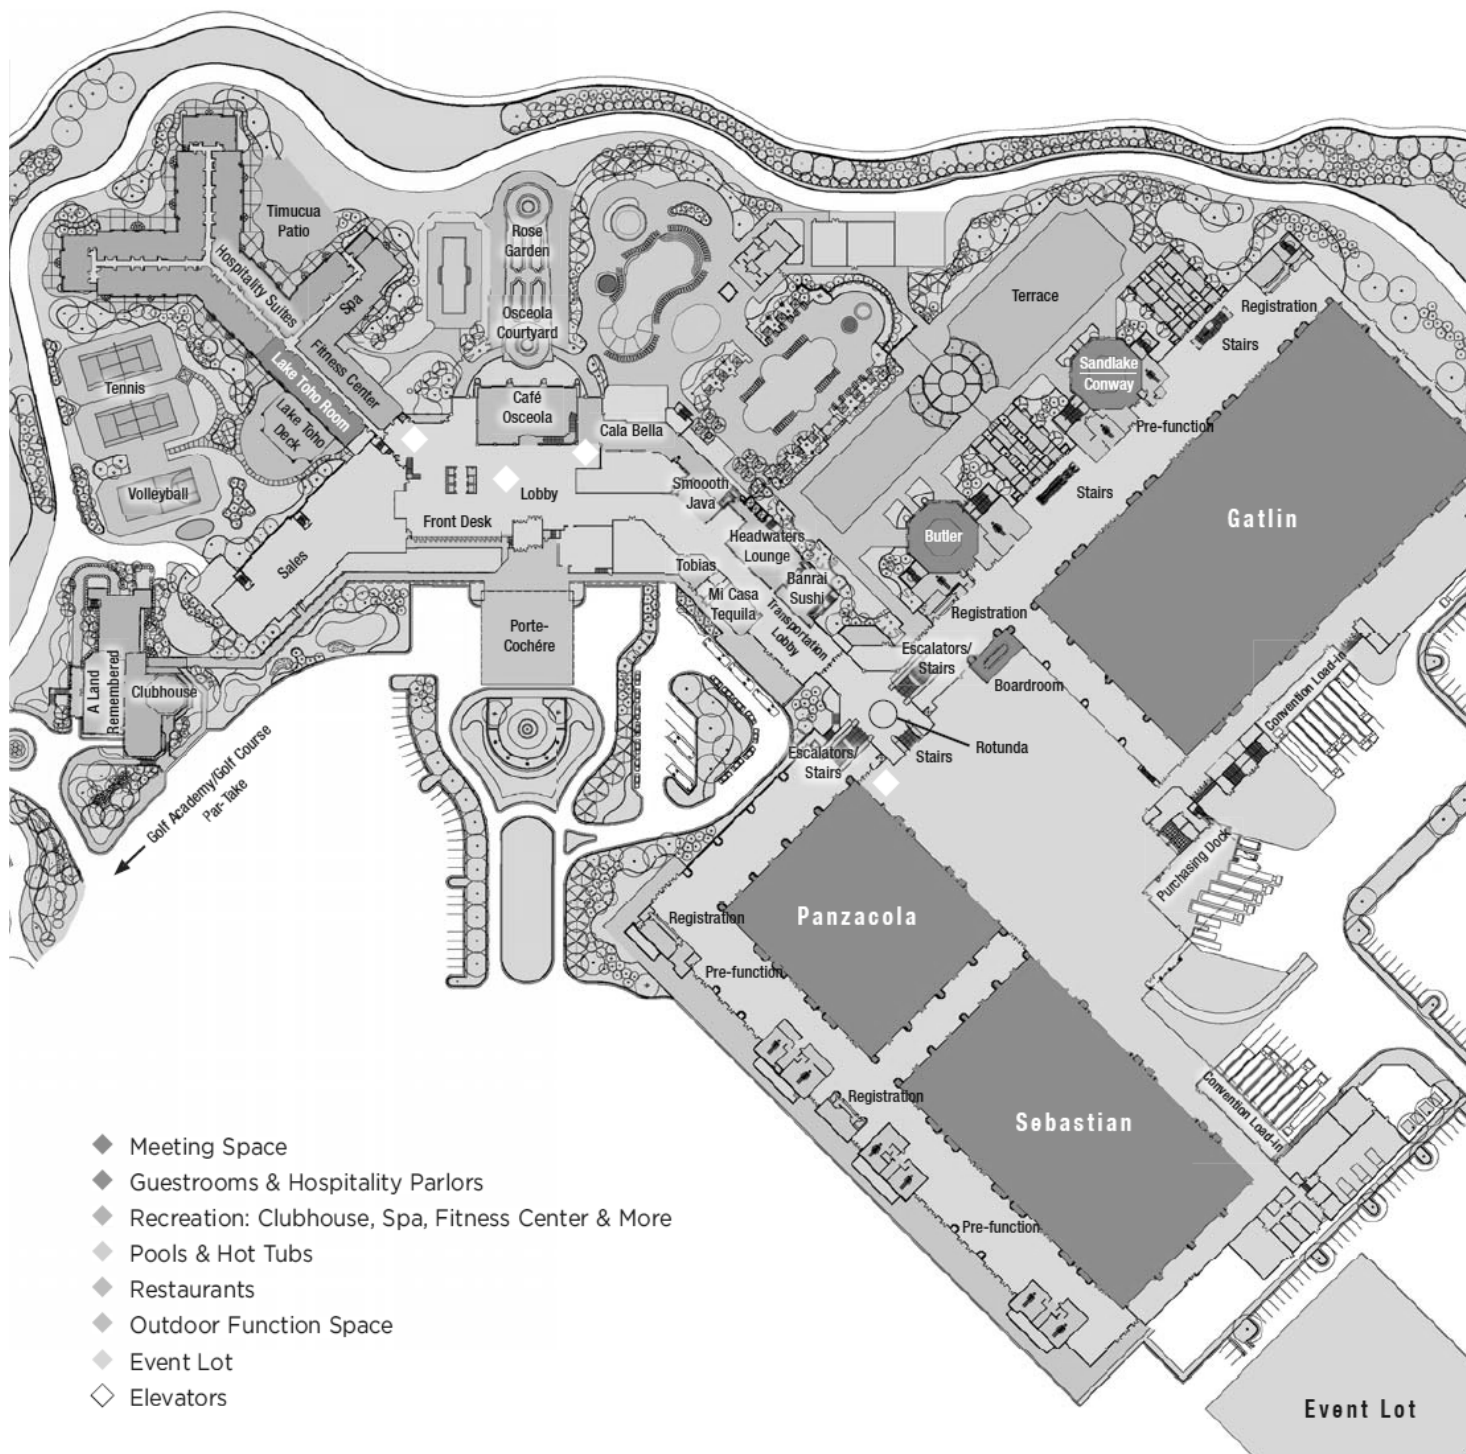 Timucua
Patio
Rose
Garden
Hospitality Suites
Spa
Osceola
Courtyard
Terrace
Registration
Stairs
Sandlake
Conway
Fitness Center
Lake Toho Room
Tennis
Lake Toho
Deck
Café
Osceola
Cala Bella
Pre-function
Volleyball
Lobby
Smoooth
Java
Stairs
Gatlin
Front Desk
Headwaters
Lounge
Butler
Sales
Tobias
Banrai
Sushi
Mi Casa
Tequila
Transportation
Lobby
Registration
Porte-
Cochére
Escalators/
Stairs
Boardroom
A Land
Remembered
Clubhouse
Convention Load-in
Escalators/
Stairs
Stairs
Rotunda
Golf Academy/Golf Course
Par-Take
Purchasing Dock
Panzacola
Registration
Pre-function
Convention Load-in
Registration
Sebastian
Pre-function
Meeting Space
Guestrooms & Hospitality Parlors
Recreation: Clubhouse, Spa, Fitness Center & More
Pools & Hot Tubs
Restaurants
Outdoor Function Space
Event Lot
Elevators
Event Lot